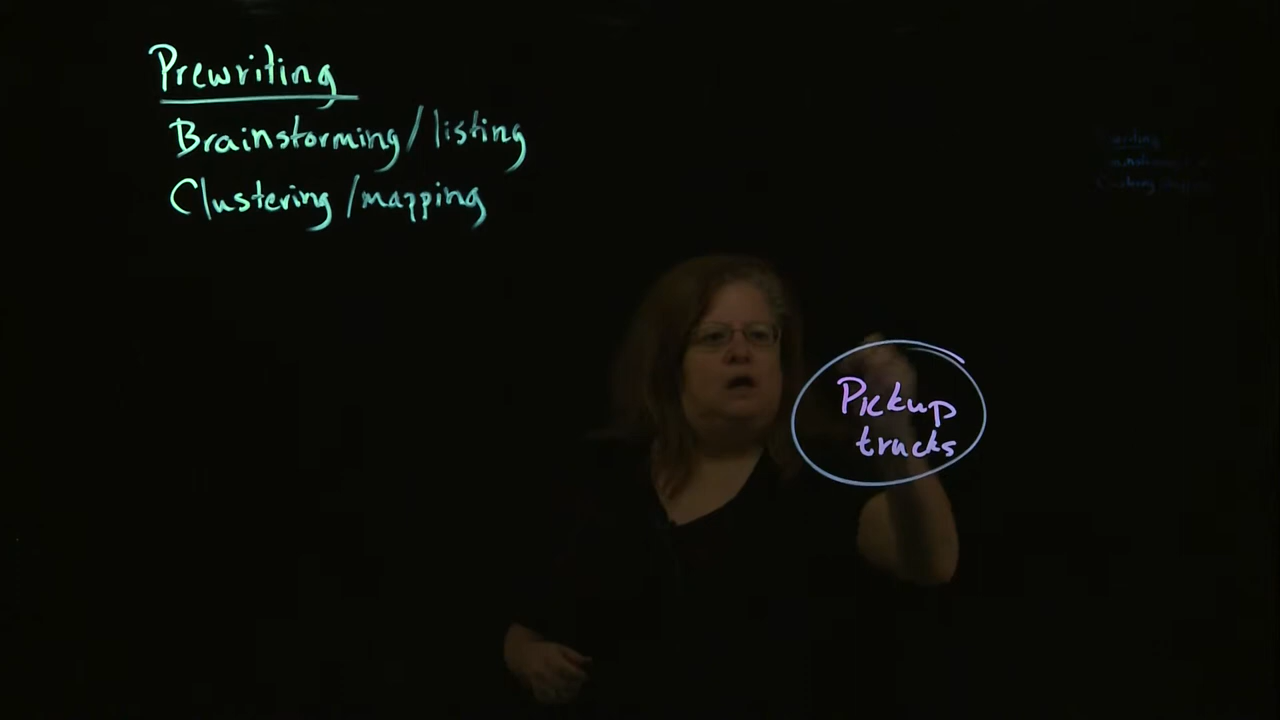 Prewriting
Brainstorming/listing
Clustering/mapping
Pickup
trucks